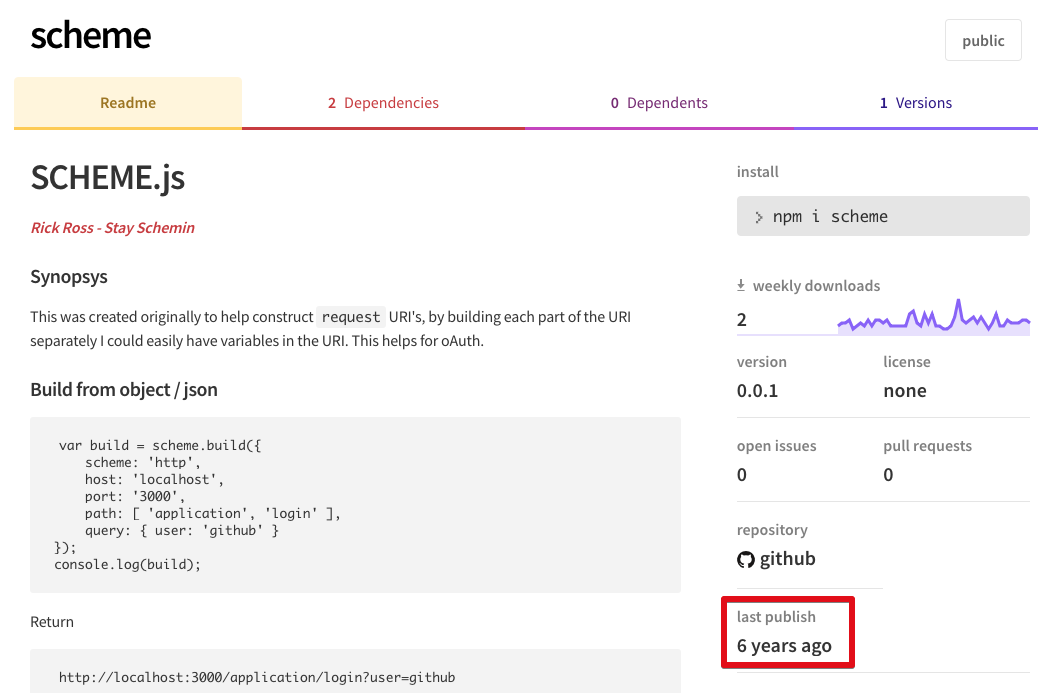 scheme
public
Readme
2 Dependencies
0 Dependents
1 Versions
SCHEME.js
Rick Ross - Stay Schemin
Synopsys
This was created originally to help construct request URI's, by building each part of the URI
separately I could easily have variables in the URI. This helps for oAuth.
Build from object / json
var build = scheme.build({
scheme: 'http',
host: 'localhost',
port: '3000',
path: [ 'application', 'login' ],
query: { user: 'github' }
});
console.log(build);
Return
http://localhost:3000/application/login?user=github
install
> npm i scheme
weekly downloads
2
version
0.0.1
license
none
open issues
0
pull requests
0
repository
github
last publish
6 years ago